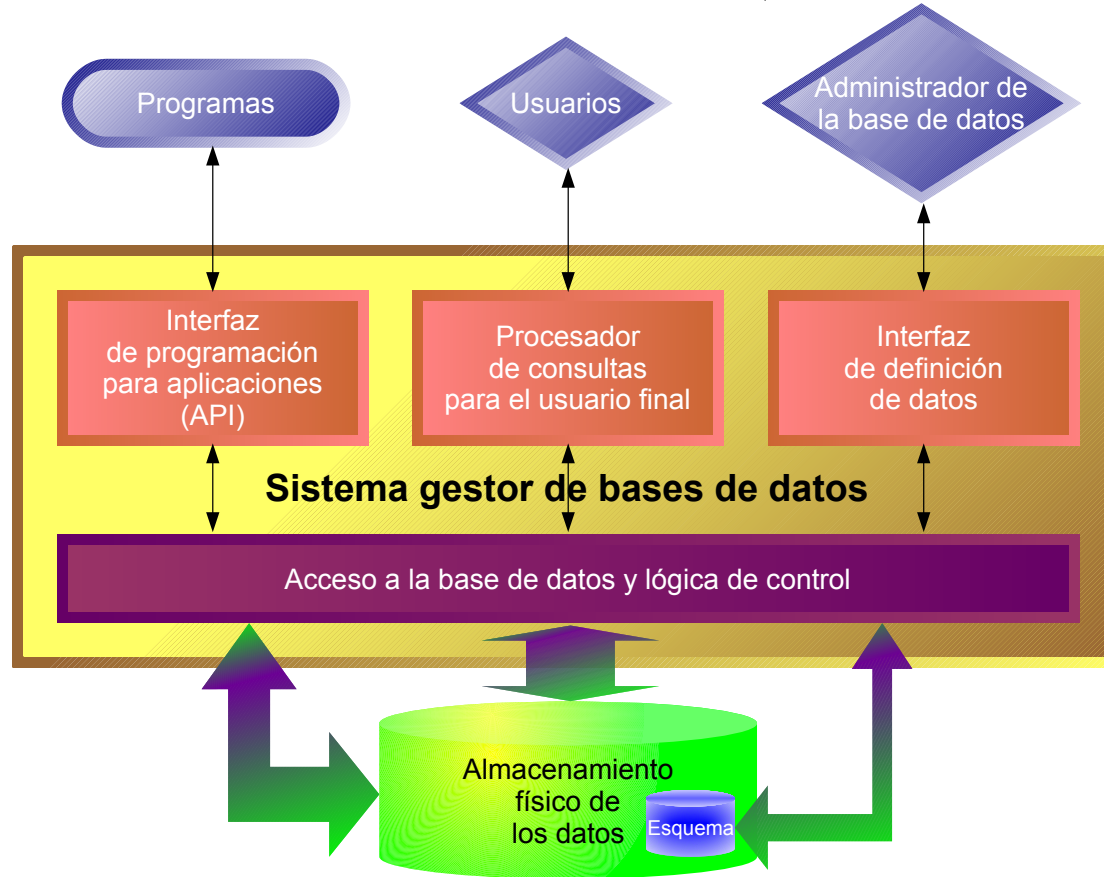 Programas
Usuarios
Administrador de
la base de datos
Interfaz
de programación
para aplicaciones
(API)
Procesador
de consultas
para el usuario final
Interfaz
de definición
de datos
Sistema gestor de bases de datos
Acceso a la base de datos y lógica de control
Almacenamiento
físico de
los datos
Esquema